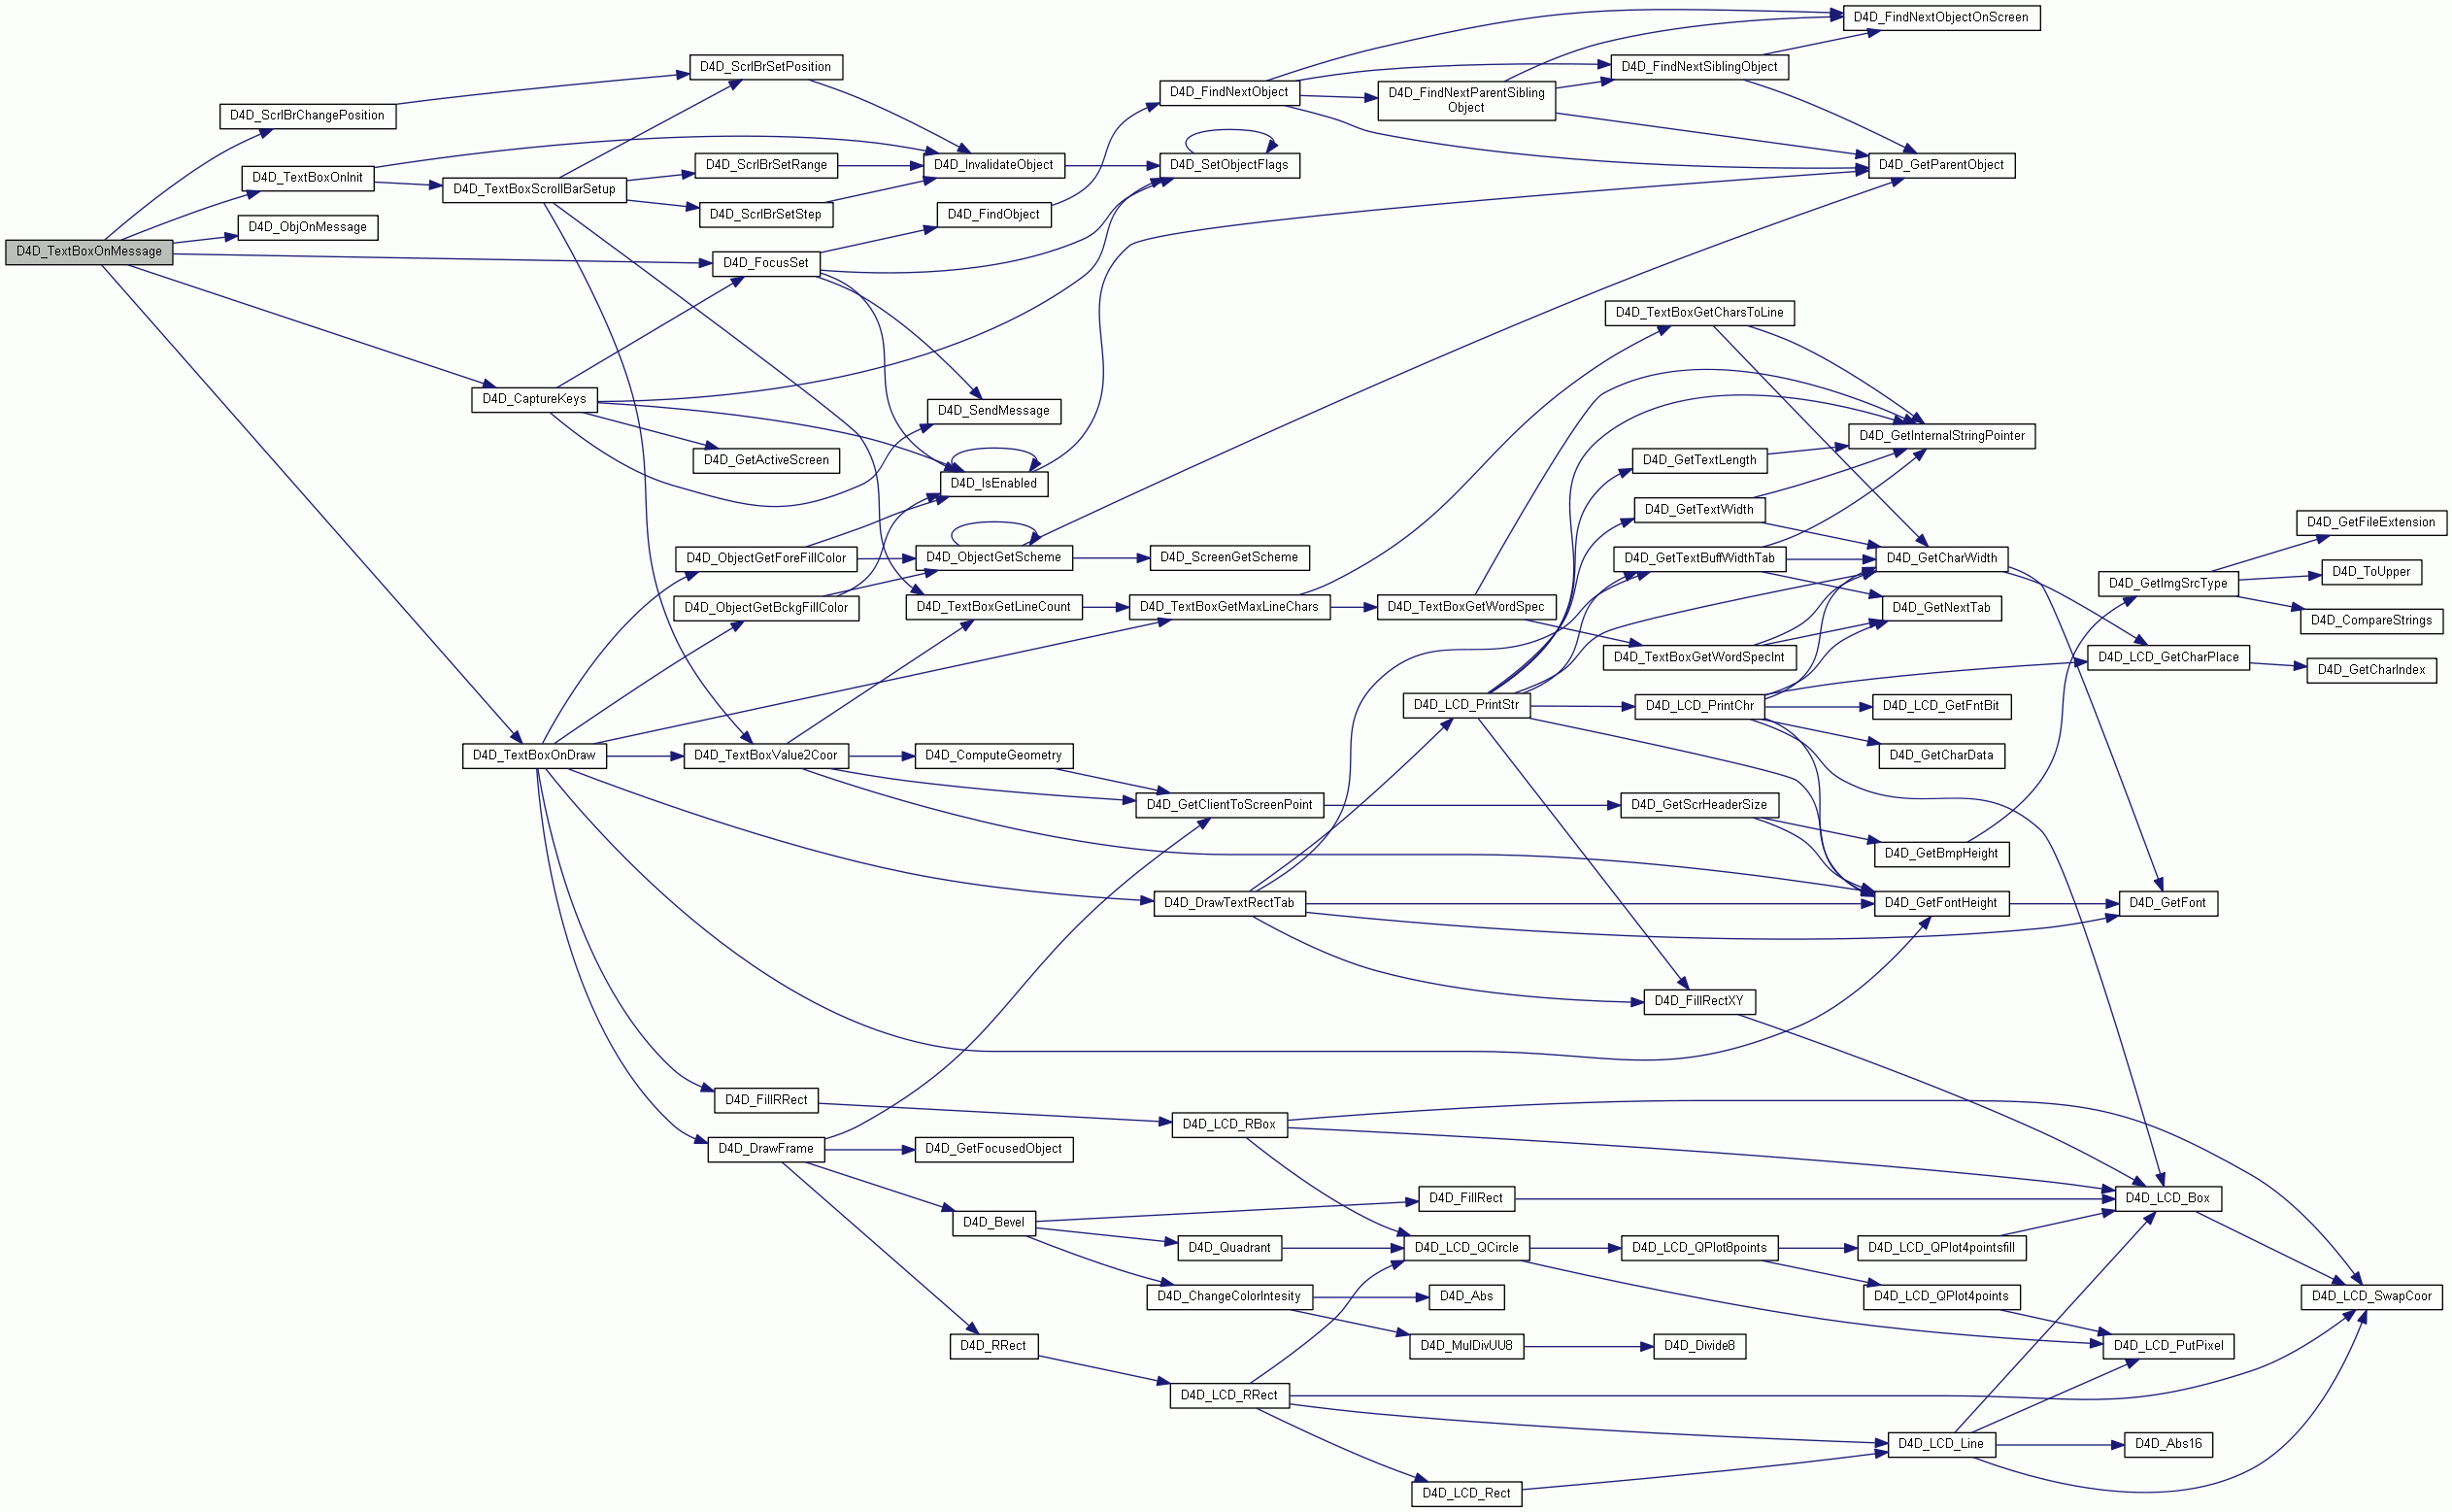 D4D_FindNextObjectOnScreen
D4D_ScrlBrSetPosition
D4D_FindNextSiblingObject
D4D_FindNextObject
D4D_FindNextParentSibling
Object
D4D_ScrlBrChangePosition
D4D_ScrlBrSetRange
D4D_InvalidateObject
D4D_SetObjectFlags
D4D_GetParentObject
D4D_TextBoxOnInit
D4D_TextBoxScrollBarSetup
D4D_ScrlBrSetStep
D4D_FindObject
D4D_ObjOnMessage
D4D_TextBoxOnMessage
D4D_FocusSet
D4D_TextBoxGetCharsToLine
D4D_CaptureKeys
D4D_SendMessage
D4D_GetInternalStringPointer
D4D_GetActiveScreen
D4D_GetTextLength
D4D_IsEnabled
D4D_GetTextWidth
D4D_GetFileExtension
D4D_ObjectGetForeFillColor
D4D_ObjectGetScheme
D4D_ScreenGetScheme
D4D_GetTextBuffWidthTab
D4D_GetCharWidth
D4D_ToUpper
D4D_GetImgSrcType
D4D_ObjectGetBckgFillColor
D4D_TextBoxGetLineCount
D4D_TextBoxGetMaxLineChars
D4D_TextBoxGetWordSpec
D4D_GetNextTab
D4D_CompareStrings
D4D_TextBoxGetWordSpecInt
D4D_LCD_GetCharPlace
D4D_GetCharIndex
D4D_LCD_PrintStr
D4D_LCD_PrintChr
D4D_LCD_GetFntBit
D4D_TextBoxOnDraw
D4D_TextBoxValue2Coor
D4D_ComputeGeometry
D4D_GetCharData
D4D_GetClientToScreenPoint
D4D_GetScrHeaderSize
D4D_GetBmpHeight
D4D_DrawTextRectTab
D4D_GetFontHeight
D4D_GetFont
D4D_FillRectXY
D4D_FillRRect
D4D_LCD_RBox
D4D_DrawFrame
D4D_GetFocusedObject
D4D_FillRect
D4D_LCD_Box
D4D_Bevel
D4D_Quadrant
D4D_LCD_QCircle
D4D_LCD_QPlot8points
D4D_LCD_QPlot4pointsfill
D4D_ChangeColorIntesity
D4D_Abs
D4D_LCD_QPlot4points
D4D_LCD_SwapCoor
D4D_RRect
D4D_MulDivUU8
D4D_Divide8
D4D_LCD_PutPixel
D4D_LCD_RRect
D4D_LCD_Line
D4D_Abs16
D4D_LCD_Rect